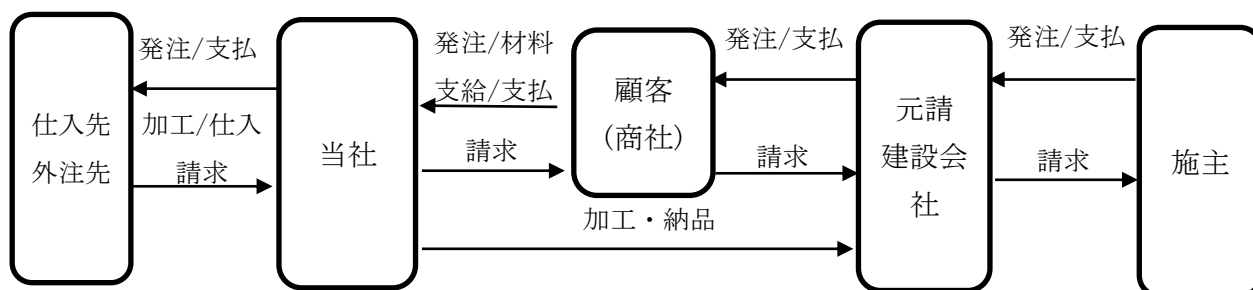 仕入先
外注先
発注/支払
加工/仕入
請求
当社
発注/材料
支給/支払
請求
顧客
(商社)
発注/支払
請求
加工・納品
元請
建設会
社
発注/支払
請求
施主